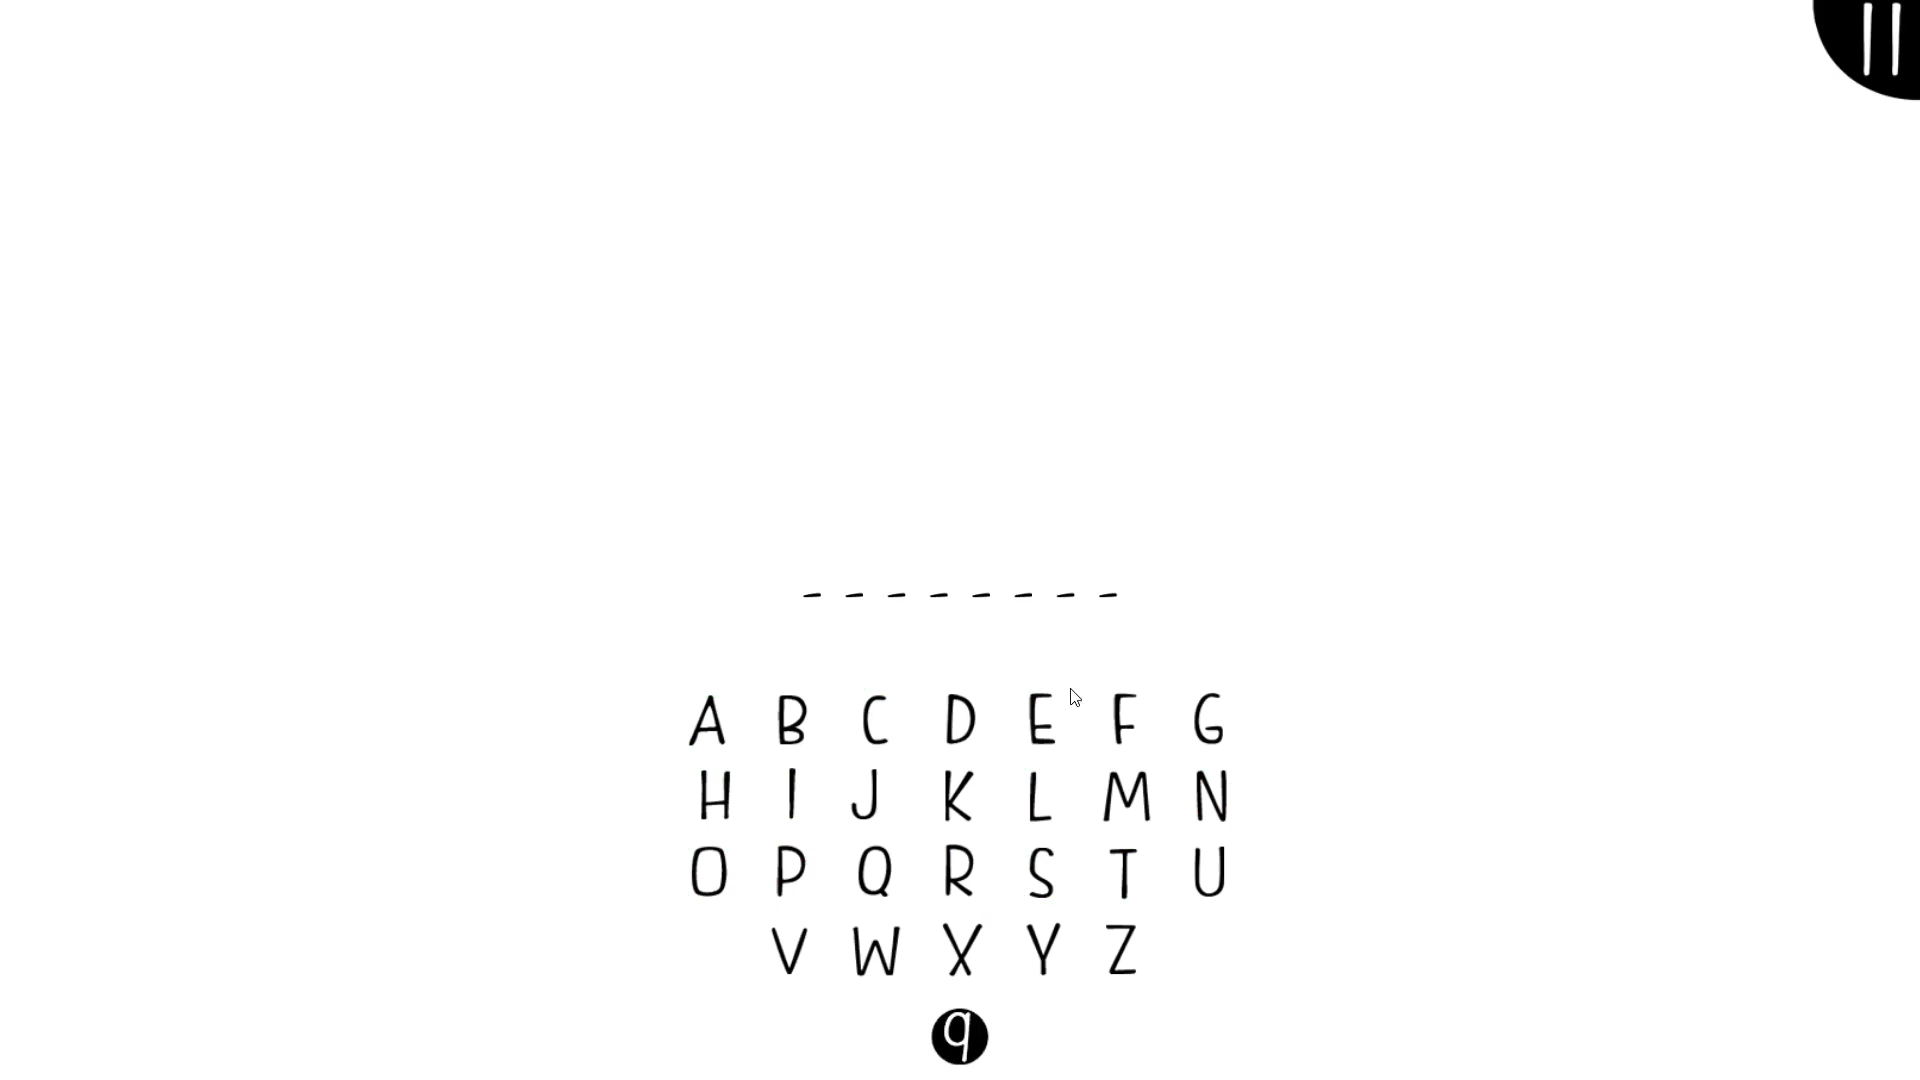 _ _ _ _ _ _ _ _
A B C D E F G
H I J K L M N
O P Q R S T U
V W X Y Z
9